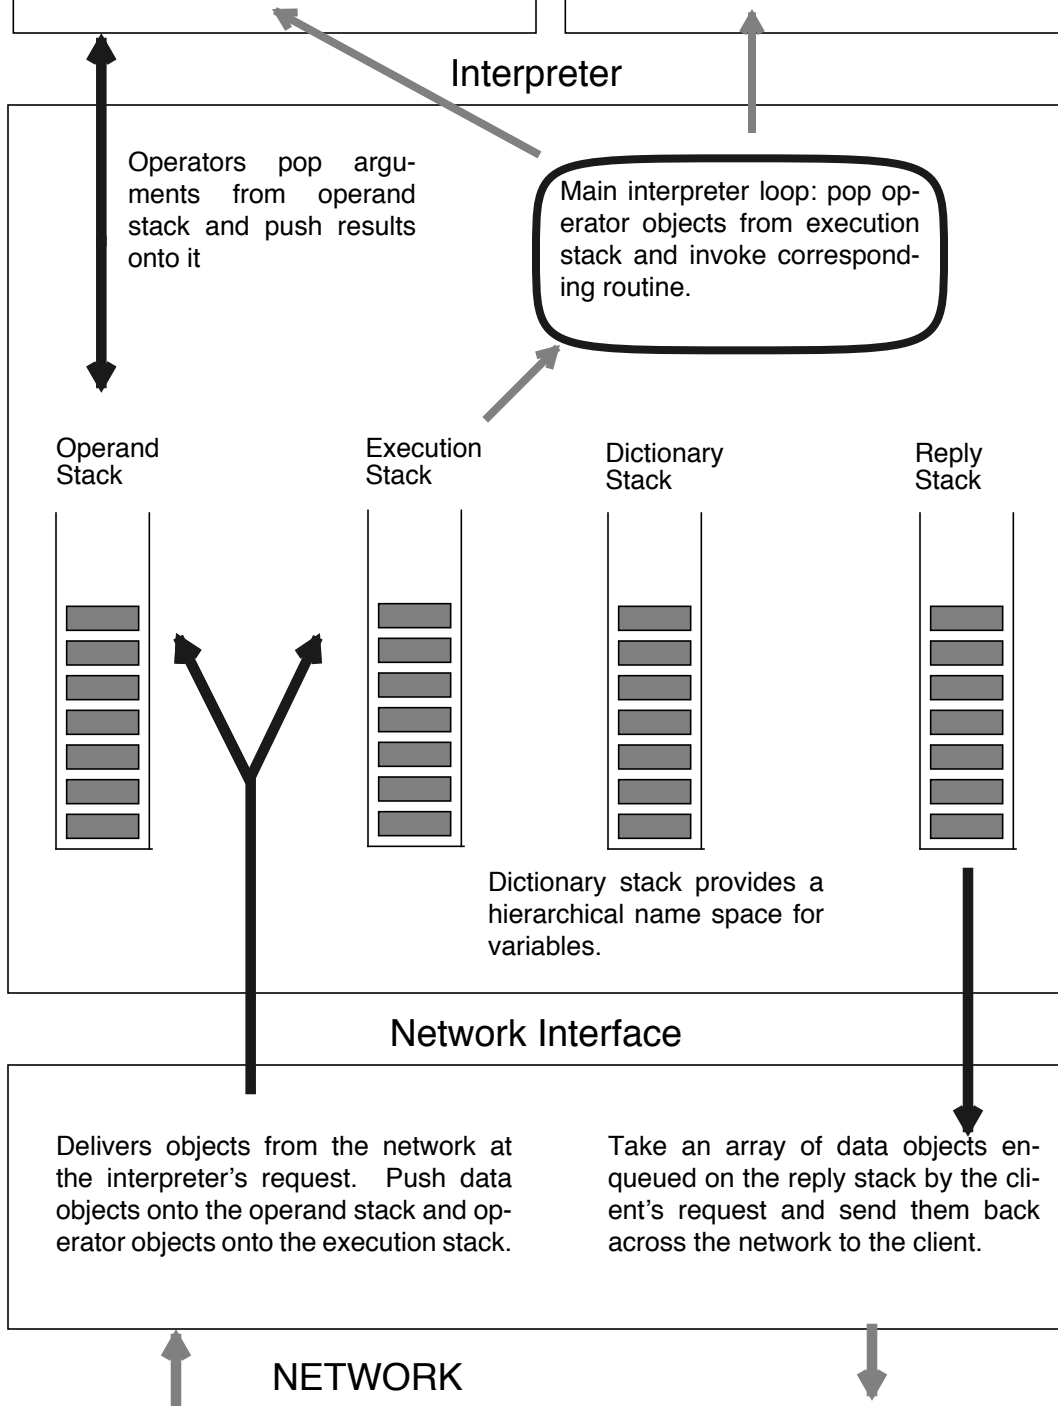 Interpreter
Operators pop argu-
ments from operand
stack and push results
onto it
Main interpreter loop: pop op-
erator objects from execution
stack and invoke correspond-
ing routine.
Operand
Stack
Execution
Stack
Dictionary
Stack
Reply
Stack
Dictionary stack provides a
hierarchical name space for
variables.
Network Interface
Delivers objects from the network at
the interpreter's request. Push data
objects onto the operand stack and op-
erator objects onto the execution stack.
Take an array of data objects en-
queued on the reply stack by the cli-
ent's request and send them back
across the network to the client.
NETWORK